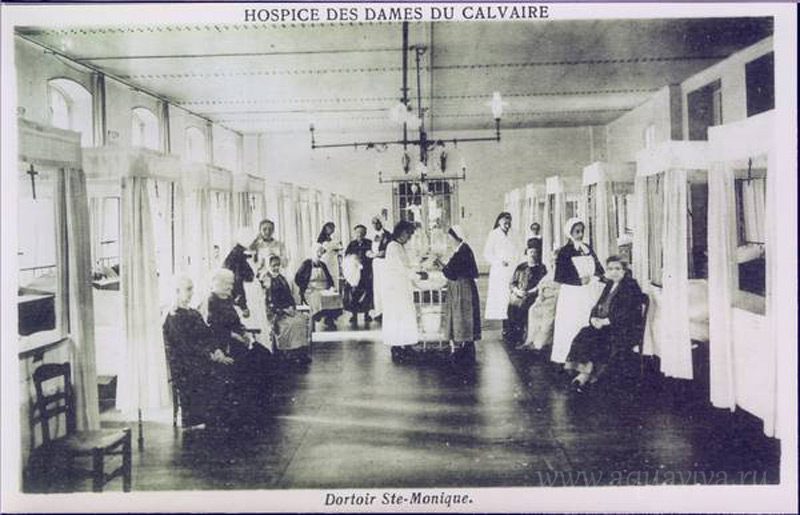 HOSPICE DES DAMES DU CALVAIRE
www.aquaviva.ru
Dortoir Ste-Monique.